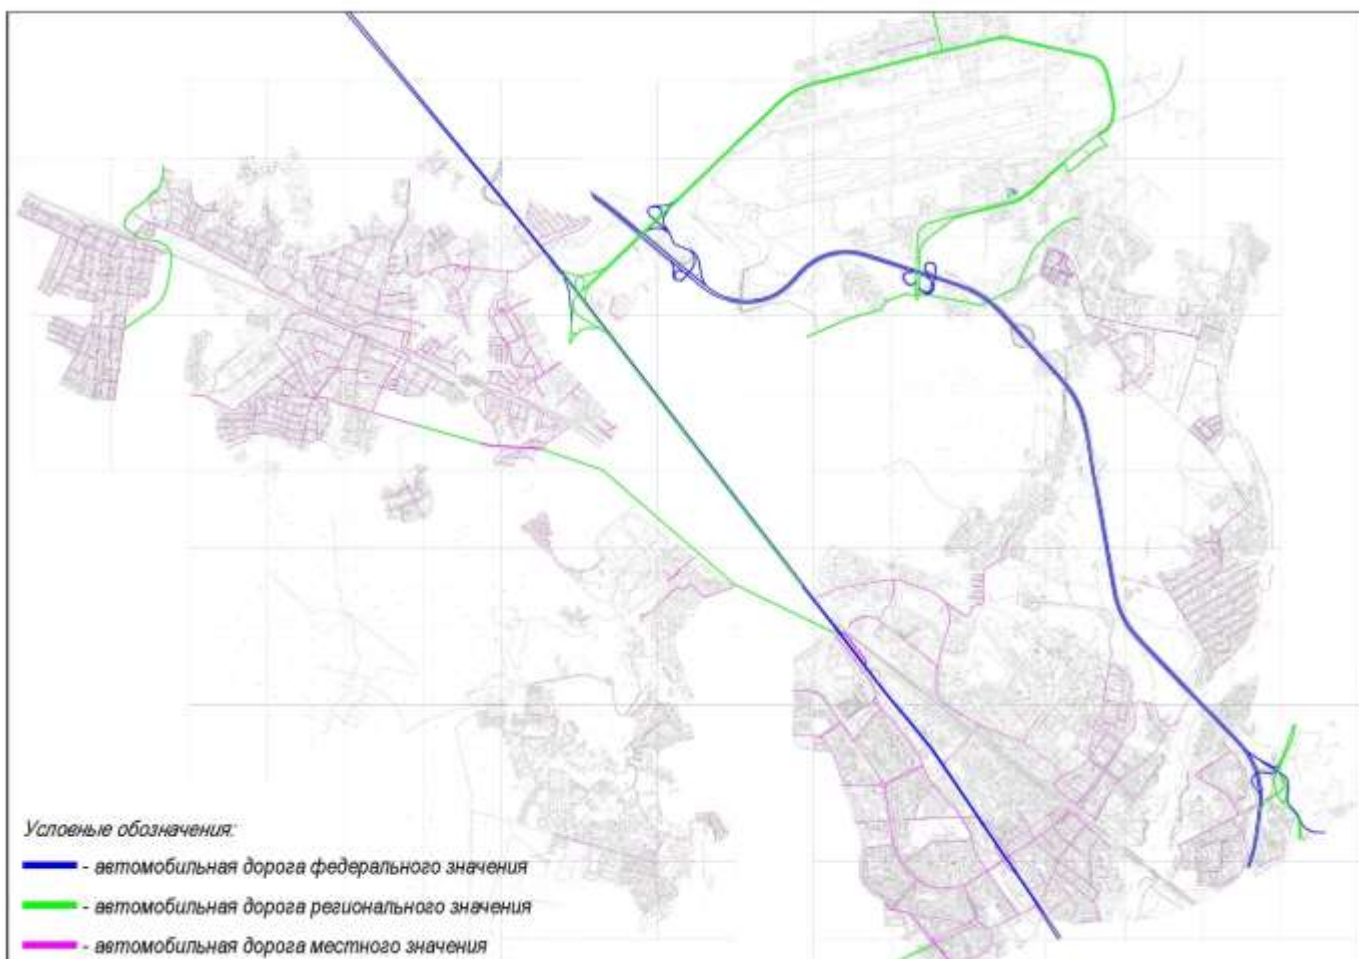 Условные обозначения:
- автомобильная дорога федерального значения
- автомобильная дорога регионального значения
- автомобильная дорога местного значения